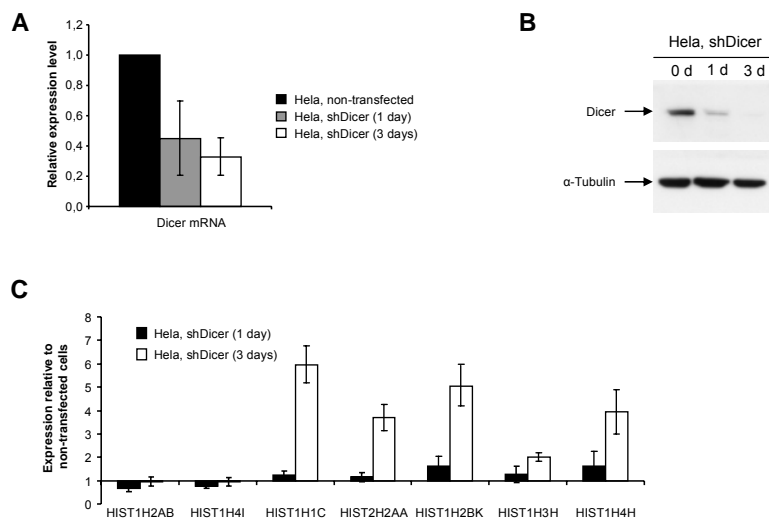 A
Relative expression level
1,2
1,0
0,8
0,6
0,4
0,2
0,0
Dicer mRNA
Hela, non-transfected
Hela, shDicer (1 day)
Hela, shDicer (3 days)
B
Hela, shDicer
0 d 1 d 3 d
Dicer
α-Tubulin
C
Expression relative to
non-transfected cells
8
7
6
5
4
3
2
1
0
Hela, shDicer (1 day)
Hela, shDicer (3 days)
HIST1H2AB HIST1H4I HIST1H1C HIST2H2AA HIST1H2BK HIST1H3H HIST1H4H